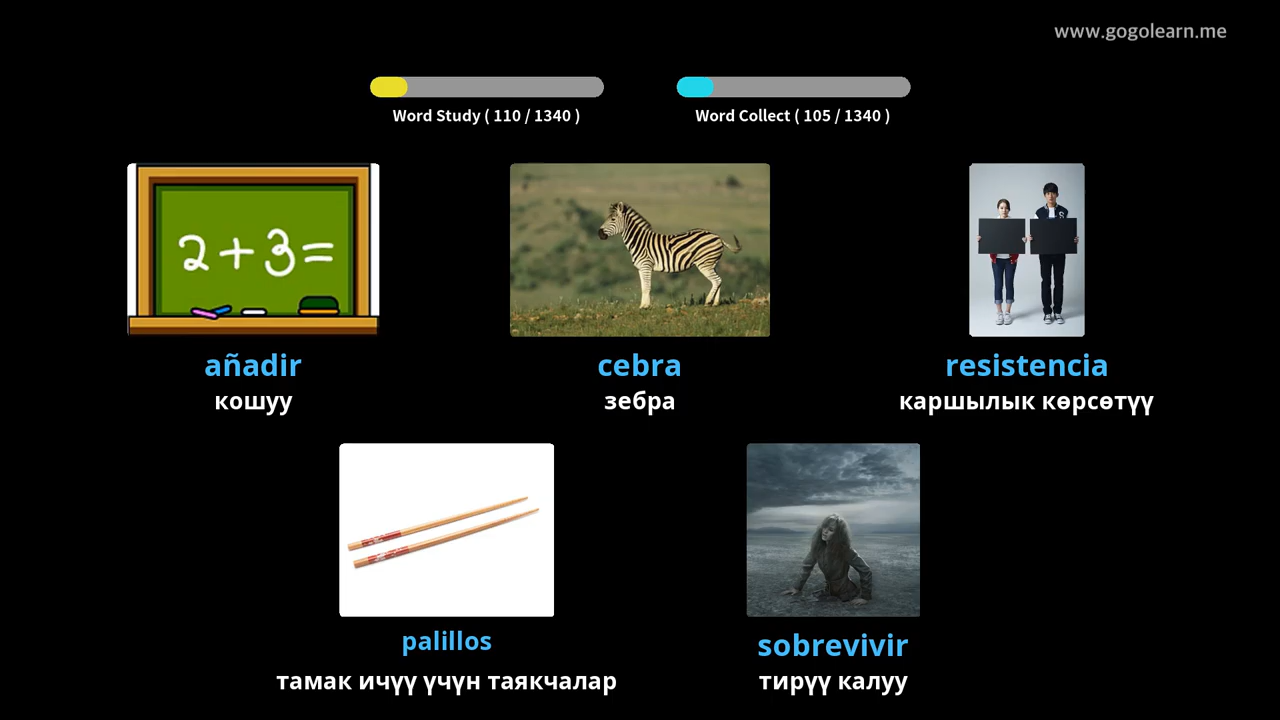 www.gogolearn.me
Word Study ( 110 / 1340 )
Word Collect ( 105 / 1340 )
2+3=
añadir
кошуу
cebra
зебра
S
resistencia
каршылык көрсөтүү
palillos
тамак ичүү үчүн таякчалар
sobrevivir
тирүү калуу